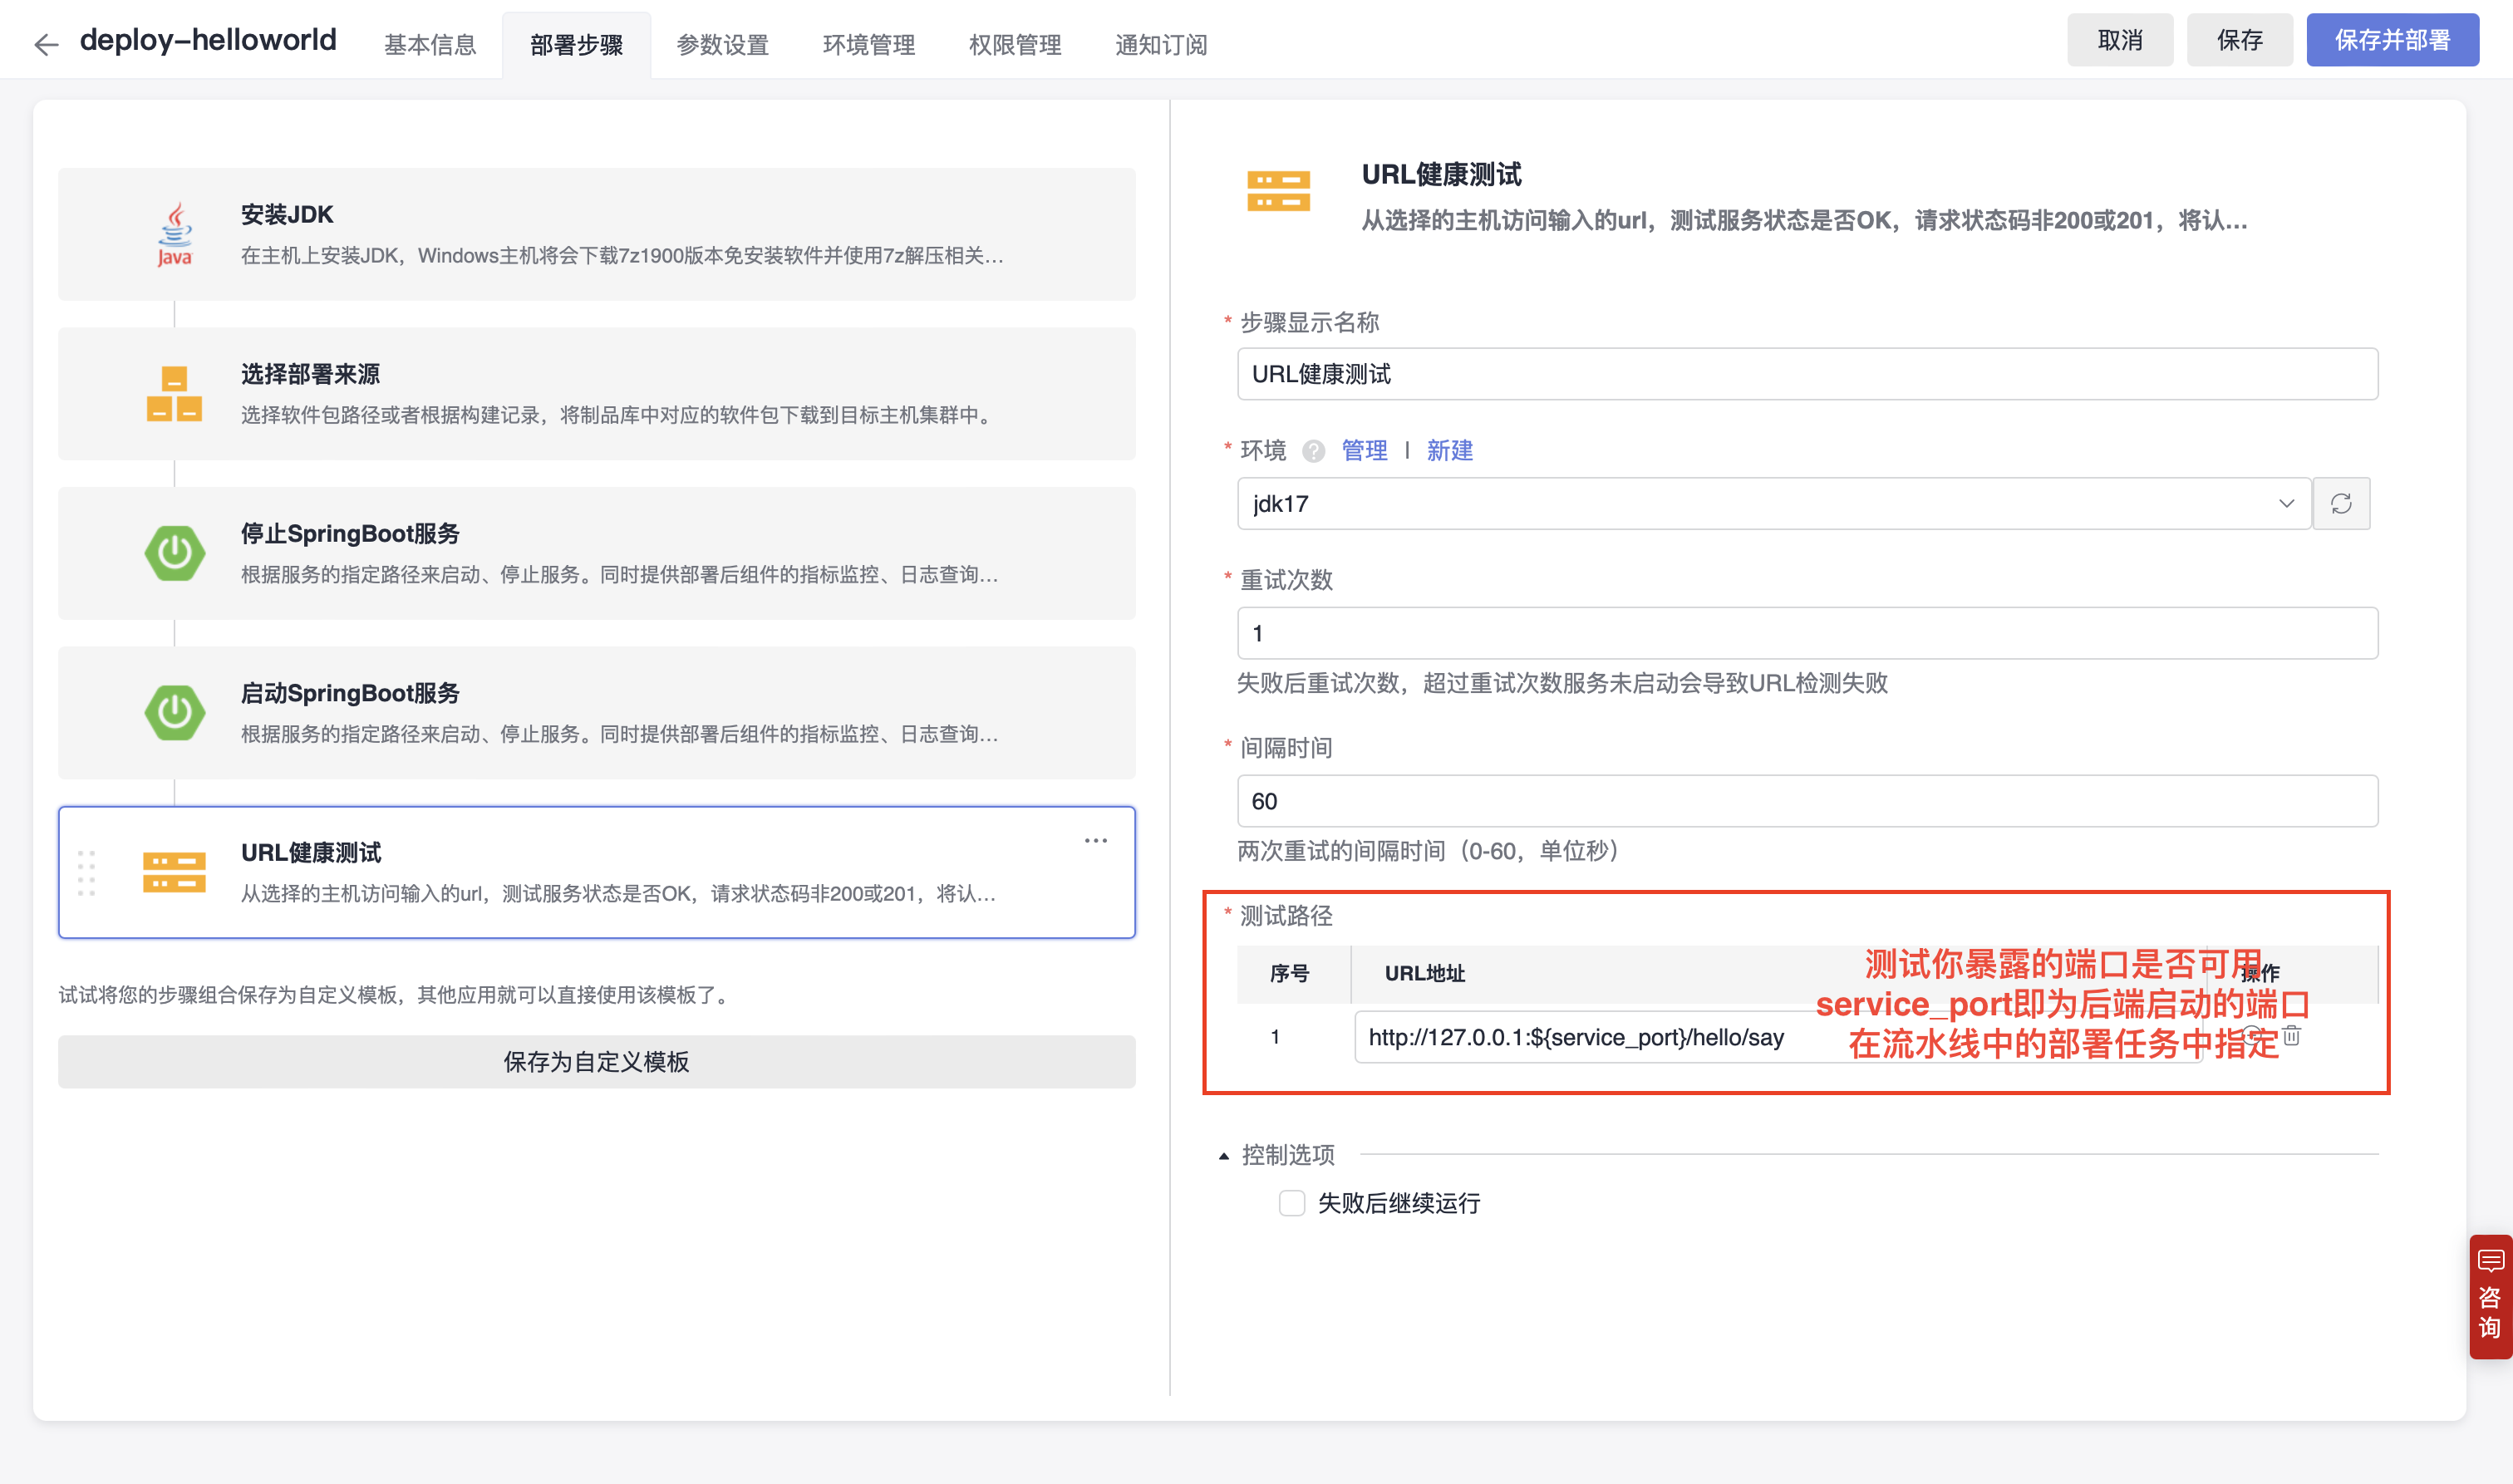 deploy-helloworld
基本信息
部署步骤
参数设置
环境管理
权限管理
通知订阅
取消
保存
保存并部署
Java
安装JDK
在主机上安装JDK，Windows主机将会下载7z1900版本免安装软件并使用7z解压相关...
选择部署来源
选择软件包路径或者根据构建记录，将制品库中对应的软件包下载到目标主机集群中。
停止SpringBoot服务
根据服务的指定路径来启动、停止服务。同时提供部署后组件的指标监控、日志查询...
启动SpringBoot服务
根据服务的指定路径来启动、停止服务。同时提供部署后组件的指标监控、日志查询...
URL健康测试
从选择的主机访问输入的url，测试服务状态是否OK，请求状态码非200或201，将认...
试试将您的步骤组合保存为自定义模板，其他应用就可以直接使用该模板了。
保存为自定义模板
URL健康测试
从选择的主机访问输入的url，测试服务状态是否OK，请求状态码非200或201，将认...
* 步骤显示名称
URL健康测试
* 环境 ? 管理 | 新建
jdk17
* 重试次数
1
失败后重试次数，超过重试次数服务未启动会导致URL检测失败
* 间隔时间
60
两次重试的间隔时间（0-60，单位秒）
* 测试路径
序号 URL地址 操作
1 http://127.0.0.1:${service_port}/hello/say
测试你暴露的端口是否可用
service_port即为后端启动的端口
在流水线中的部署任务中指定
控制选项
失败后继续运行
咨询